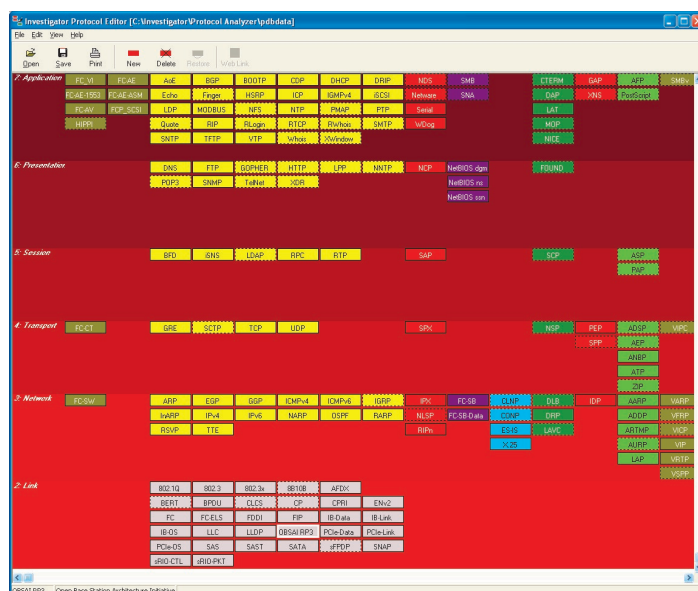 Investigator Protocol Editor [C:\Investigator\Protocol Analyzer\pdbdata]
File Edit View Help
Open Save Print New Delete Restore Web Link
7: Application FC_VI FC-AE AoE BGP BOOTP CDP DHCP DRIP NDS SMB CTERM GAP AFP SMBv
FC-AE-1553 FC-AE-ASM Echo Finger HSRP ICP IGMPv4 iSCSI Netware SNA DAP XNS PostScript
FC-AV FCP_SCSI LDP MODBUS NFS NTP PMAP PTP Serial LAT
HIPPI Quote RIP RLogin RTCP RWhois SMTP WDog MOP
SNTP TFTP VTP Whois XWindow NICE
6: Presentation DNS FTP GOPHER HTTP LPP NNTP NCP NetBIOS dgm FOUND
POP3 SNMP TelNet XDR NetBIOS ns
NetBIOS ssn
5: Session BFD iSNS LDAP RPC RTP SAP SCP ASP
PAP
4: Transport FC-CT GRE SCTP TCP UDP SPX NSP PEP ADSP VIPC
SPP AEP
ANBP
ATP
ZIP
3: Network FC-SW ARP EGP GGP ICMPv4 ICMPv6 IGRP IPX FC-SB CLNP DLB IDP AARP VARP
InARP IPv4 IPv6 NARP OSPF RARP NLSP FC-SB-Data CONP DRP ADDP VFRP
RSVP TTE RIPn ES-IS LAVC ARTMP VICP
X.25 AURP VIP
LAP VRTP
VSPP
2: Link 802.1Q 802.3 802.3x 8B10B AFDX
BERT BPDU CLCS CP CPRI ENv2
FC FC-ELS FDDI FIP IB-Data IB-Link
IB-OS LLC LLDP OBSAI RP3 PCIe-Data PCIe-Link
PCIe-OS SAS SAST SATA sFPDP SNAP
sRIO-CTL sRIO-PKT
OBSAI RP3 Open Base Station Architecture Initiative